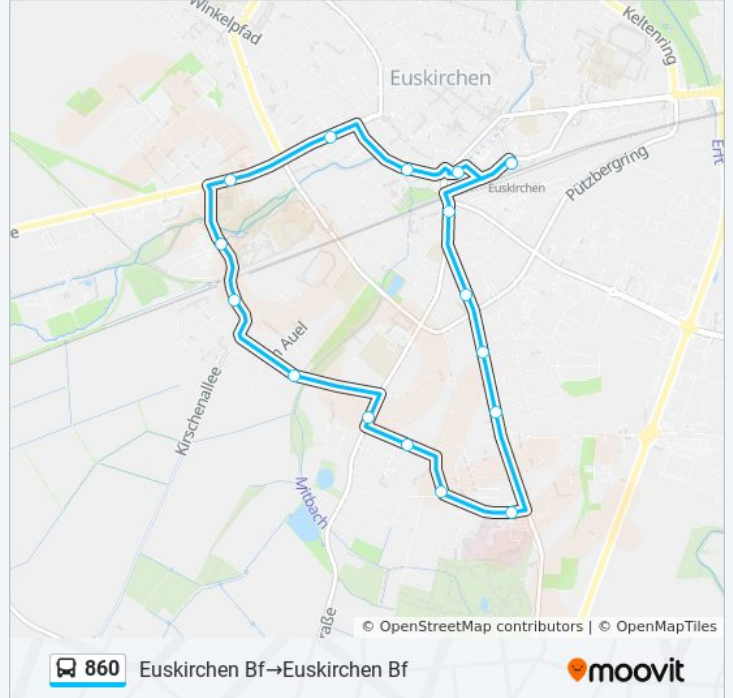 Winkelpfad
Keltenring
Euskirchen
Erft
Pützbergring
Euskirchen
e
n Auel
Kirschenallee
Mitbach
raße
© OpenStreetMap contributors | © OpenMapTiles
860 Euskirchen Bf→Euskirchen Bf
moovit